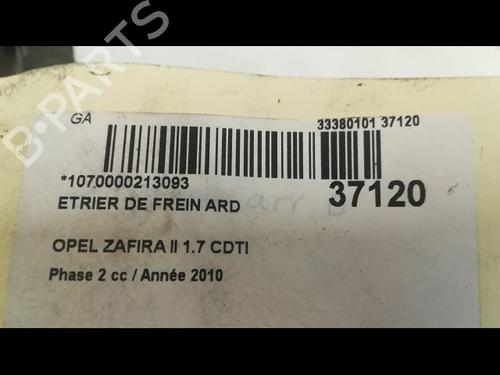 B-PARTS
GA
33380101 37120
*1070000213093
37120
ETRIER DE FREIN ARD
OPEL ZAFIRA II 1.7 CDTI
Phase 2 cc / Année 2010